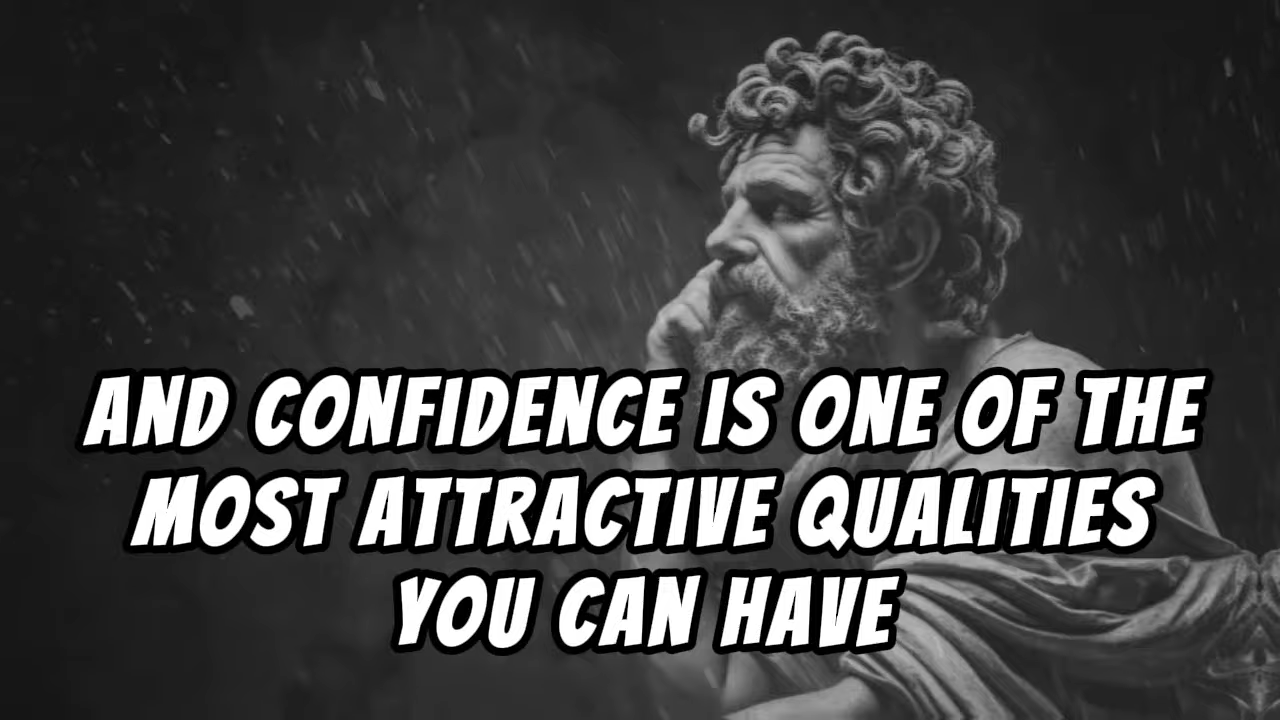 AND CONFIDENCE IS ONE OF THE
MOST ATTRACTIVE QUALITIES
YOU CAN HAVE